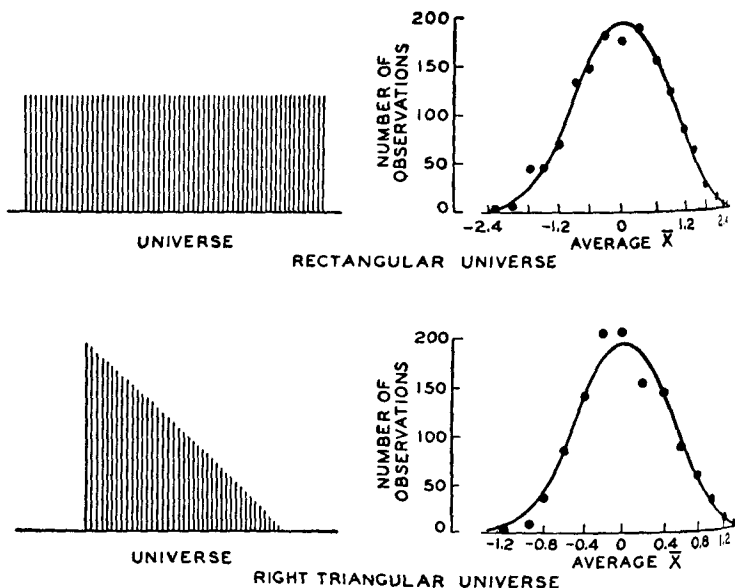 200
150
100
50
0
NUMBER OF
OBSERVATIONS
-2.4 -1.2 0 1.2 2.4
UNIVERSE
AVERAGE X̄
RECTANGULAR UNIVERSE
200
150
100
50
0
NUMBER OF
OBSERVATIONS
-1.2 -0.8 -0.4 0 0.4 0.8 1.2
UNIVERSE
AVERAGE X̄
RIGHT TRIANGULAR UNIVERSE